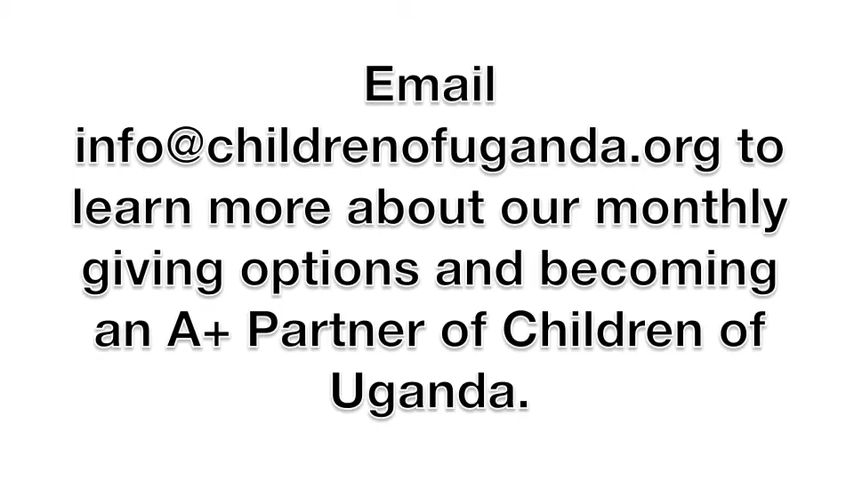 Email
info@childrenofuganda.org to
learn more about our monthly
giving options and becoming
an A+ Partner of Children of
Uganda.